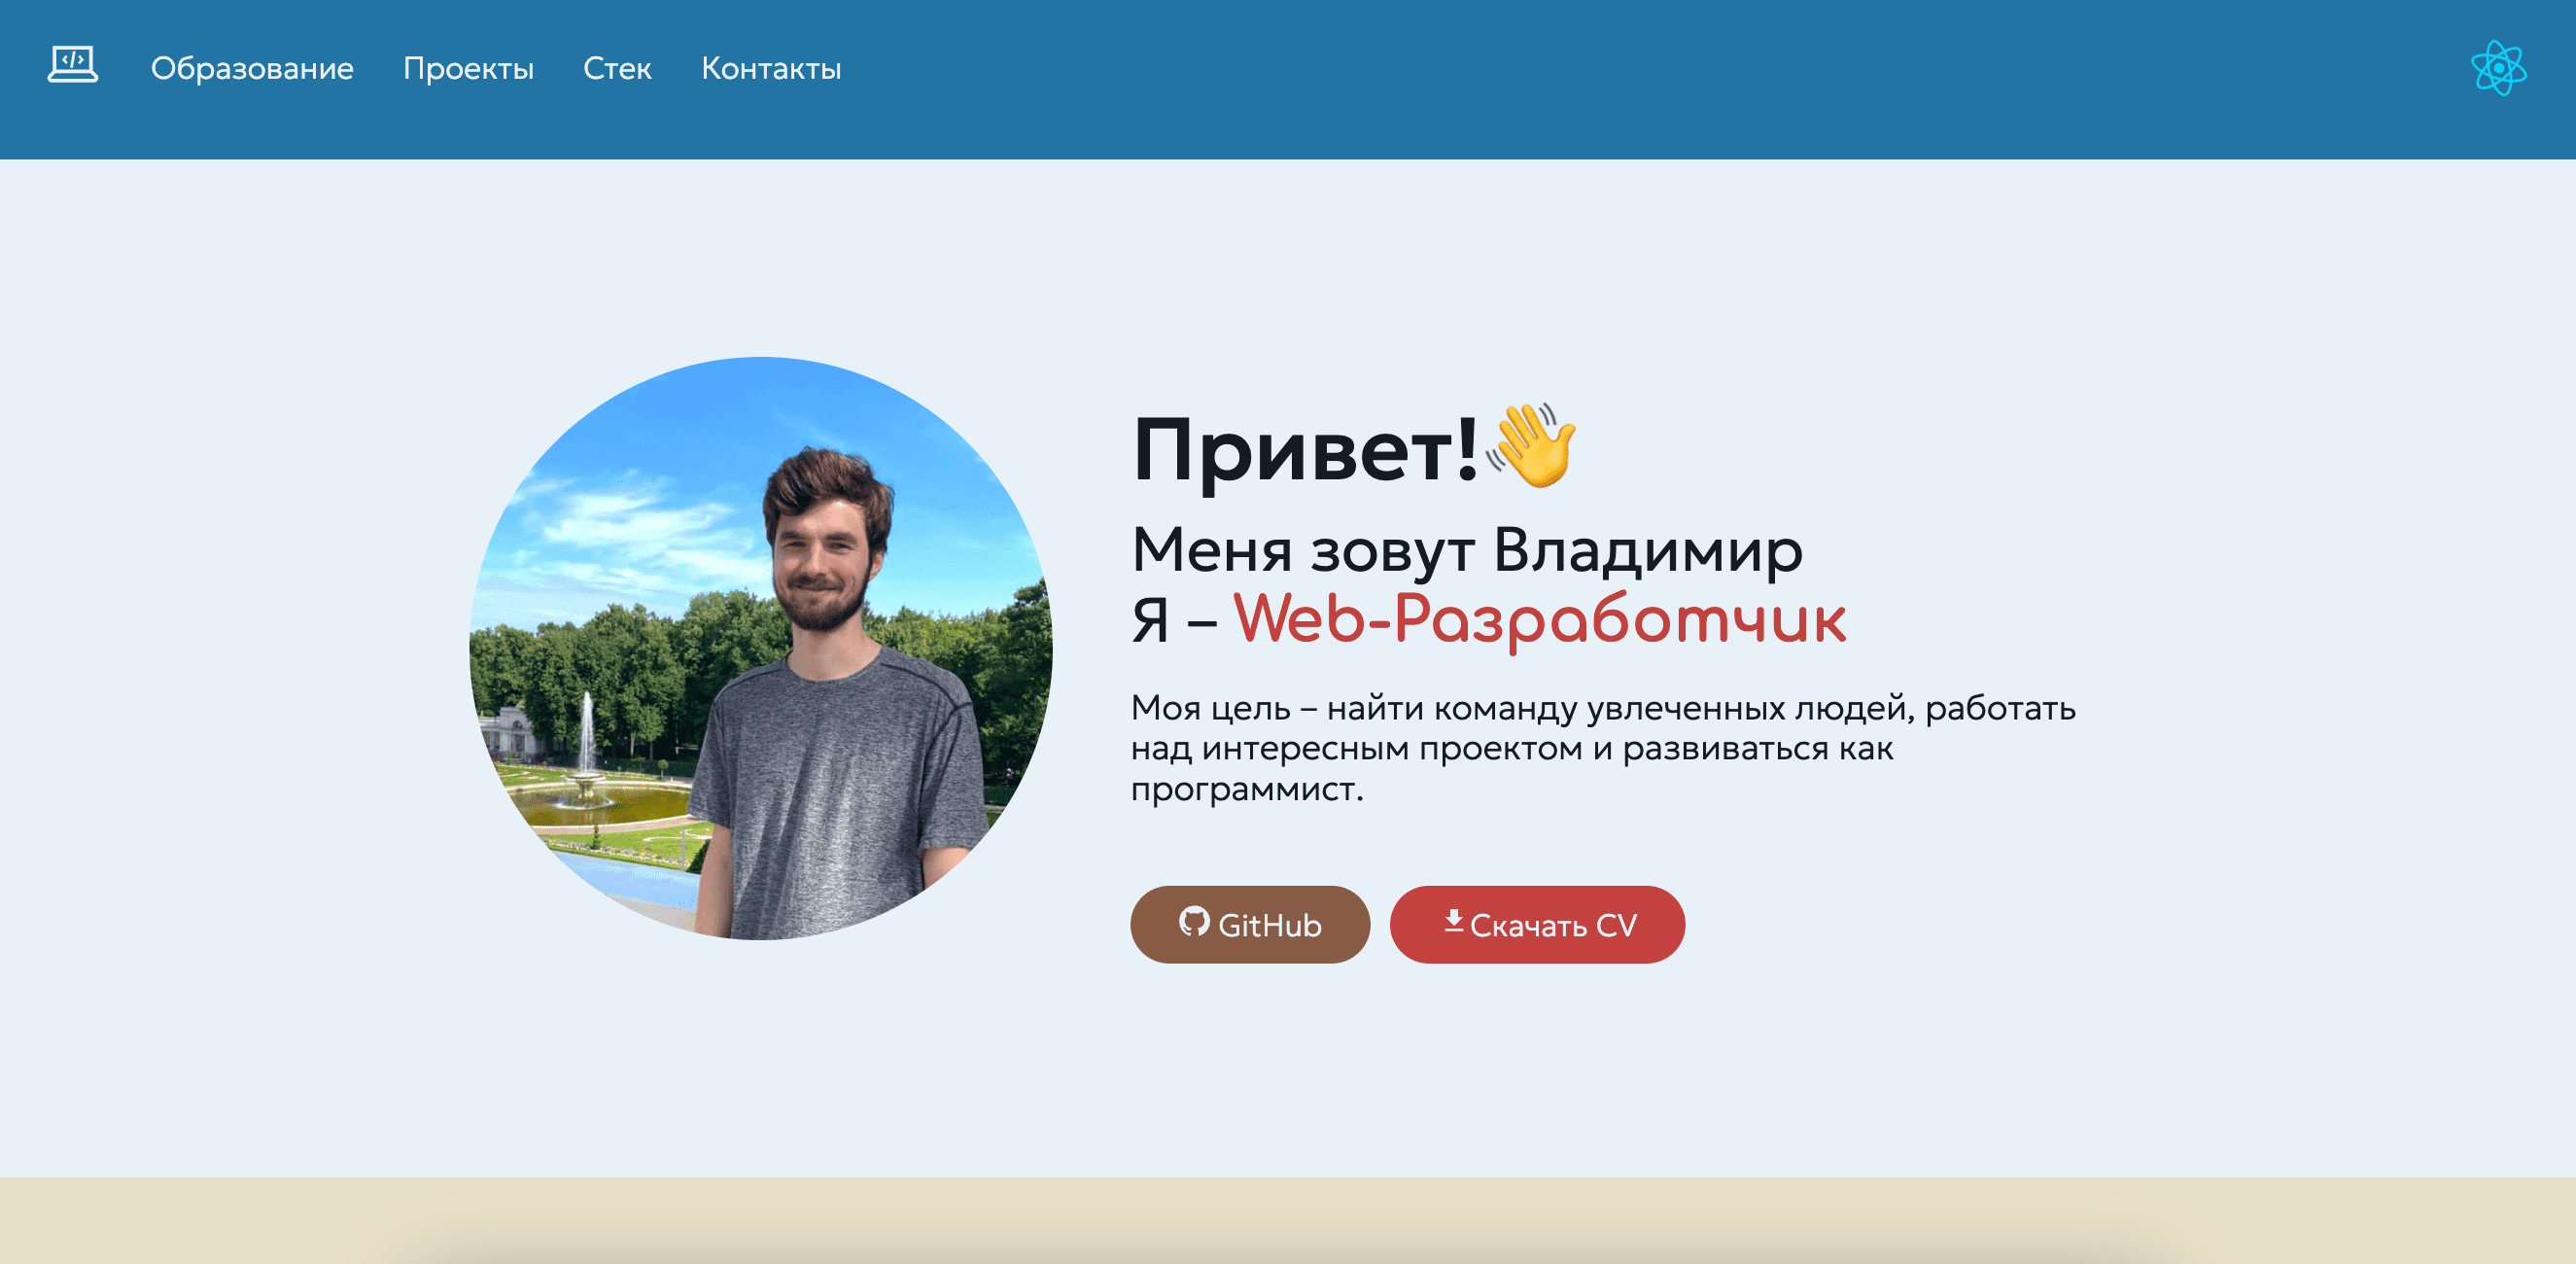 Образование Проекты Стек Контакты
Привет!👋
Меня зовут Владимир
Я – Web-Разработчик
Моя цель – найти команду увлеченных людей, работать
над интересным проектом и развиваться как
программист.
GitHub Скачать CV